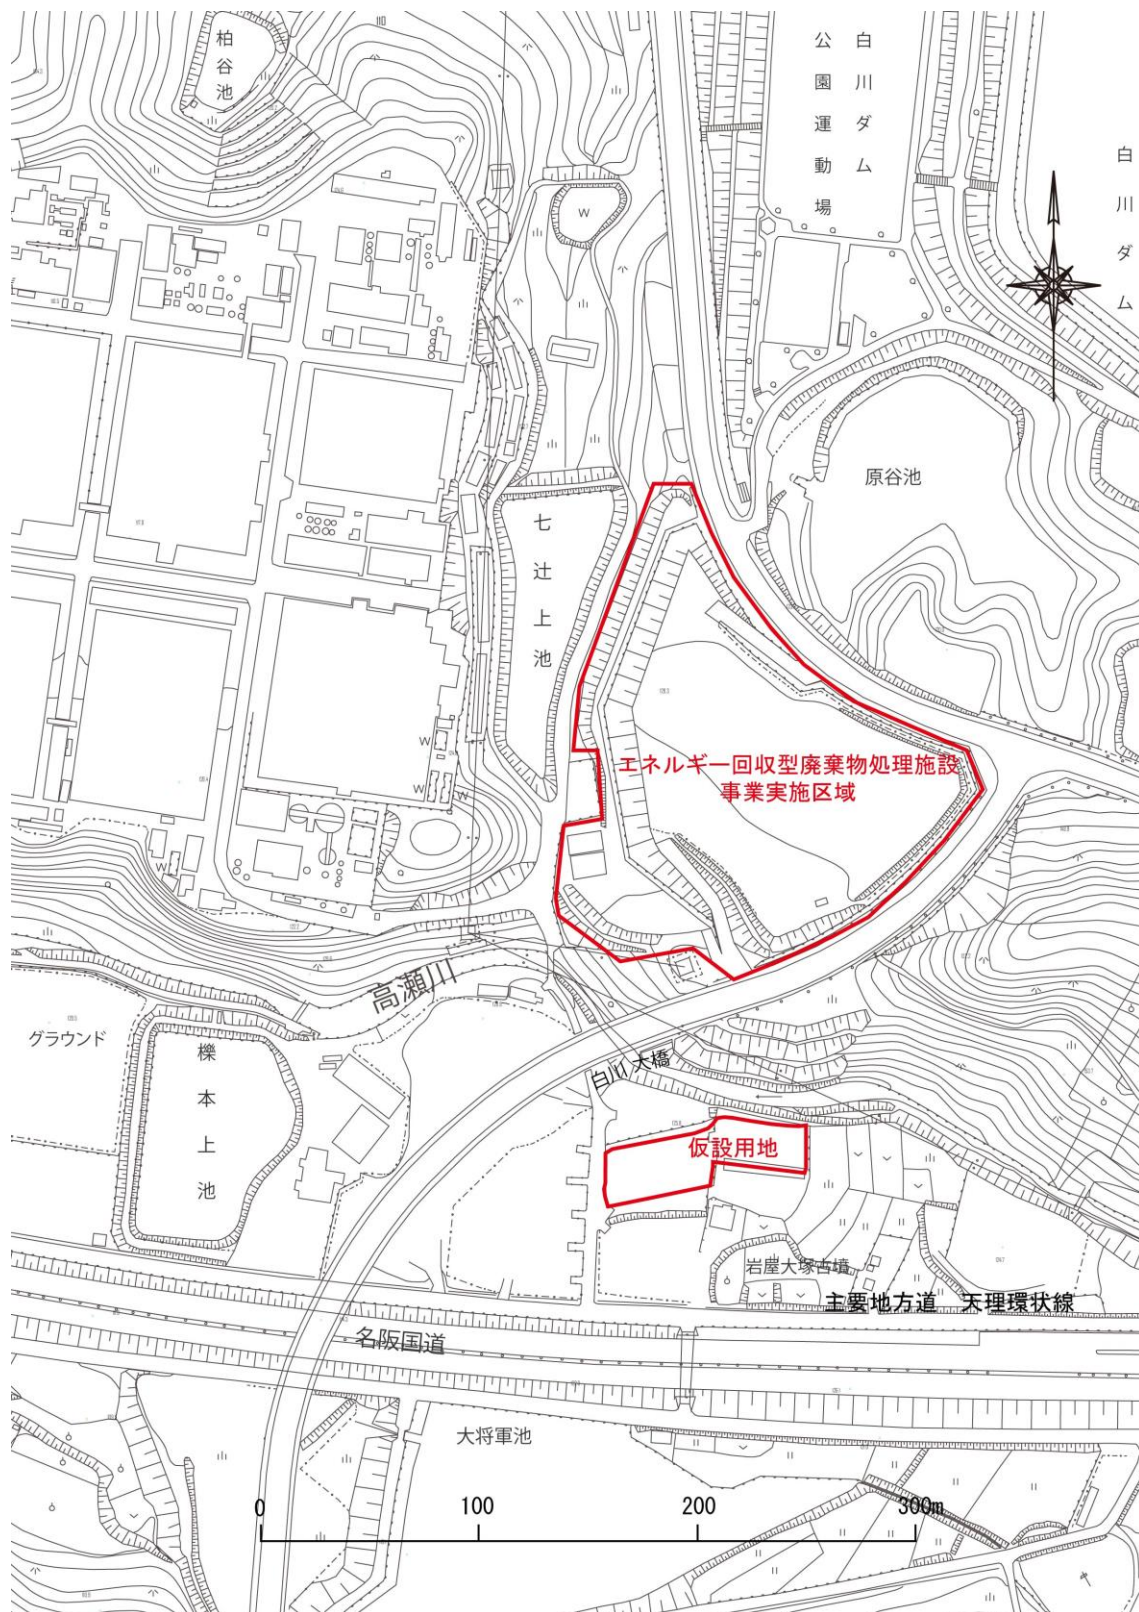 柏谷池
110
白川ダム
公園運動場
白川ダム
W
原谷池
七辻上池
エネルギー回収型廃棄物処理施設
事業実施区域
W
W
W
W
高瀬川
グラウンド
櫟本上池
白川大橋
仮設用地
岩屋大塚古墳
主要地方道 天理環状線
名阪国道
大将軍池
0 100 200 300m